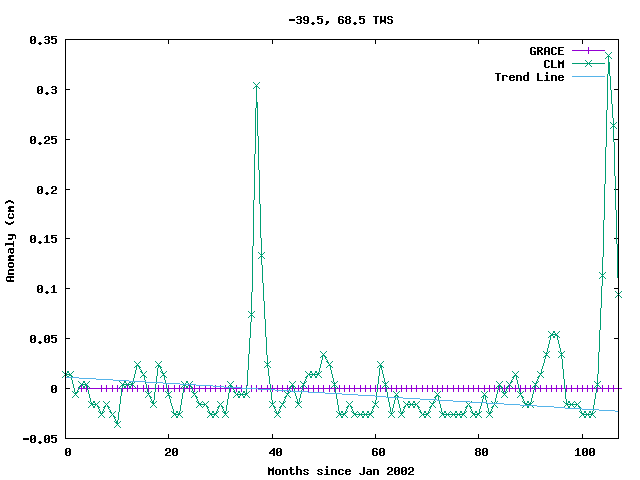 -39.5, 68.5 TWS
GRACE
CLM
Trend Line
0.35
0.3
0.25
0.2
0.15
0.1
0.05
0
-0.05
Anomaly (cm)
0 20 40 60 80 100
Months since Jan 2002